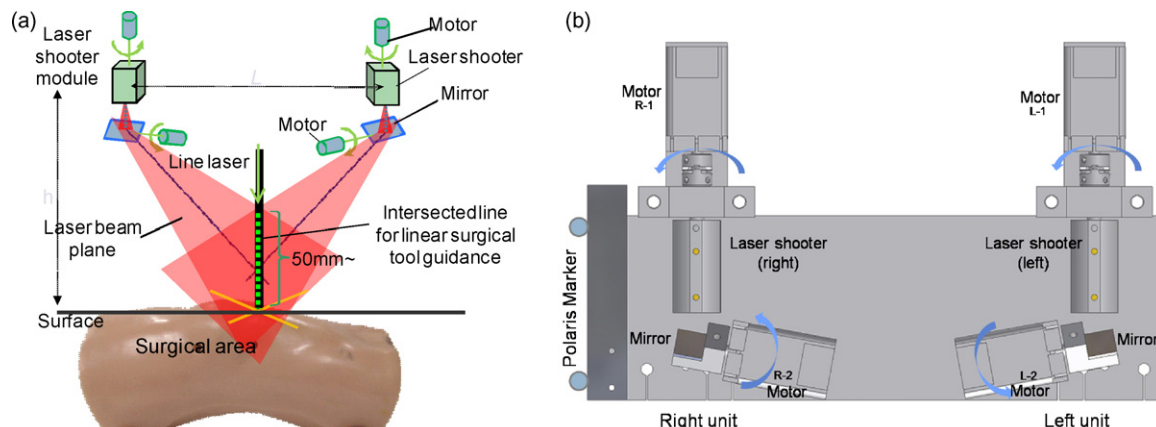 (a)
Laser
shooter
module
Motor
Laser shooter
L
Mirror
Motor
Line laser
h
Laser beam
plane
Intersected line
for linear surgical
tool guidance
50mm~
Surface
Surgical area
(b)
Motor
R-1
Motor
L-1
Polaris Marker
Laser shooter
(right)
Laser shooter
(left)
Mirror
R-2
Motor
L-2
Motor
Mirror
Right unit
Left unit